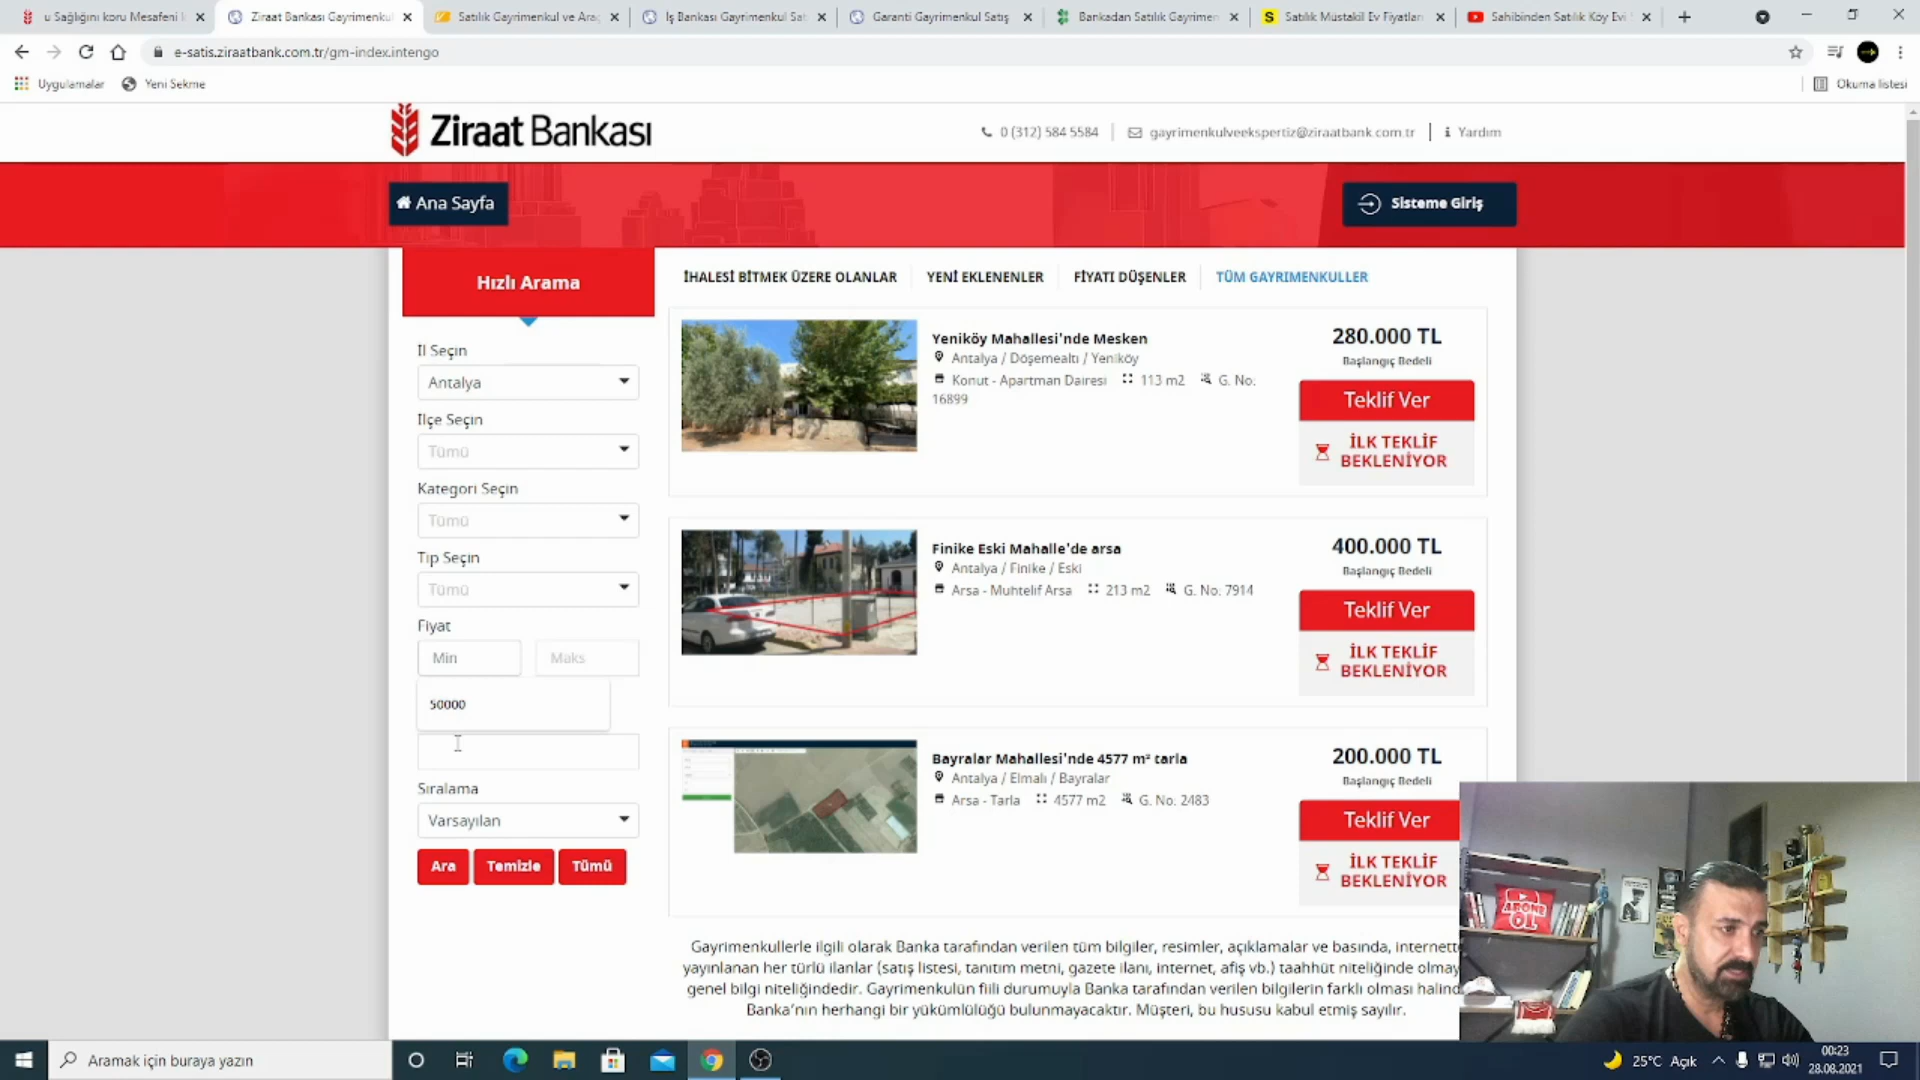 u Sağlığını koru Mesafeni k
Ziraat Bankası Gayrimenkul
Satılık Gayrimenkul ve Araç
İş Bankası Gayrimenkul Sat
Garanti Gayrimenkul Satış
Bankadan Satılık Gayrimen
Satılık Müstakil Ev Fiyatları
Sahibinden Satılık Köy Evi
e-satis.ziraatbank.com.tr/gm-index.intengo
Uygulamalar
Yeni Sekme
Okuma listesi
Ziraat Bankası
0 (312) 584 5584
gayrimenkulveekspertiz@ziraatbank.com.tr
Yardım
Ana Sayfa
Sisteme Giriş
Hızlı Arama
İHALESİ BİTMEK ÜZERE OLANLAR
YENİ EKLENENLER
FİYATI DÜŞENLER
TÜM GAYRIMENKULLER
İl Seçin
Antalya
İlçe Seçin
Tümü
Kategori Seçin
Tümü
Tip Seçin
Tümü
Fiyat
Min
Maks
50000
Sıralama
Varsayılan
Ara
Temizle
Tümü
Yeniköy Mahallesi'nde Mesken
Antalya / Döşemealtı / Yeniköy
Konut - Apartman Dairesi 113 m2 G. No:
16899
280.000 TL
Başlangıç Bedeli
Teklif Ver
İLK TEKLİF
BEKLENİYOR
Finike Eski Mahalle'de arsa
Antalya / Finike / Eski
Arsa - Muhtelif Arsa 213 m2 G. No: 7914
400.000 TL
Başlangıç Bedeli
Teklif Ver
İLK TEKLİF
BEKLENİYOR
Bayralar Mahallesi'nde 4577 m² tarla
Antalya / Elmalı / Bayralar
Arsa - Tarla 4577 m2 G. No: 2483
200.000 TL
Başlangıç Bedeli
Teklif Ver
İLK TEKLİF
BEKLENİYOR
Gayrimenkullerle ilgili olarak Banka tarafından verilen tüm bilgiler, resimler, açıklamalar ve basında, internette
yayınlanan her türlü ilanlar (satış listesi, tanıtım metni, gazete ilanı, internet, afiş vb.) taahhüt niteliğinde olmay
genel bilgi niteliğindedir. Gayrimenkulün fiili durumuyla Banka tarafından verilen bilgilerin farklı olması halind
Banka'nın herhangi bir yükümlülüğü bulunmayacaktır. Müşteri, bu hususu kabul etmiş sayılır.
ABONE
OL
Aramak için buraya yazın
25°C Açık
00:23
28.08.2021